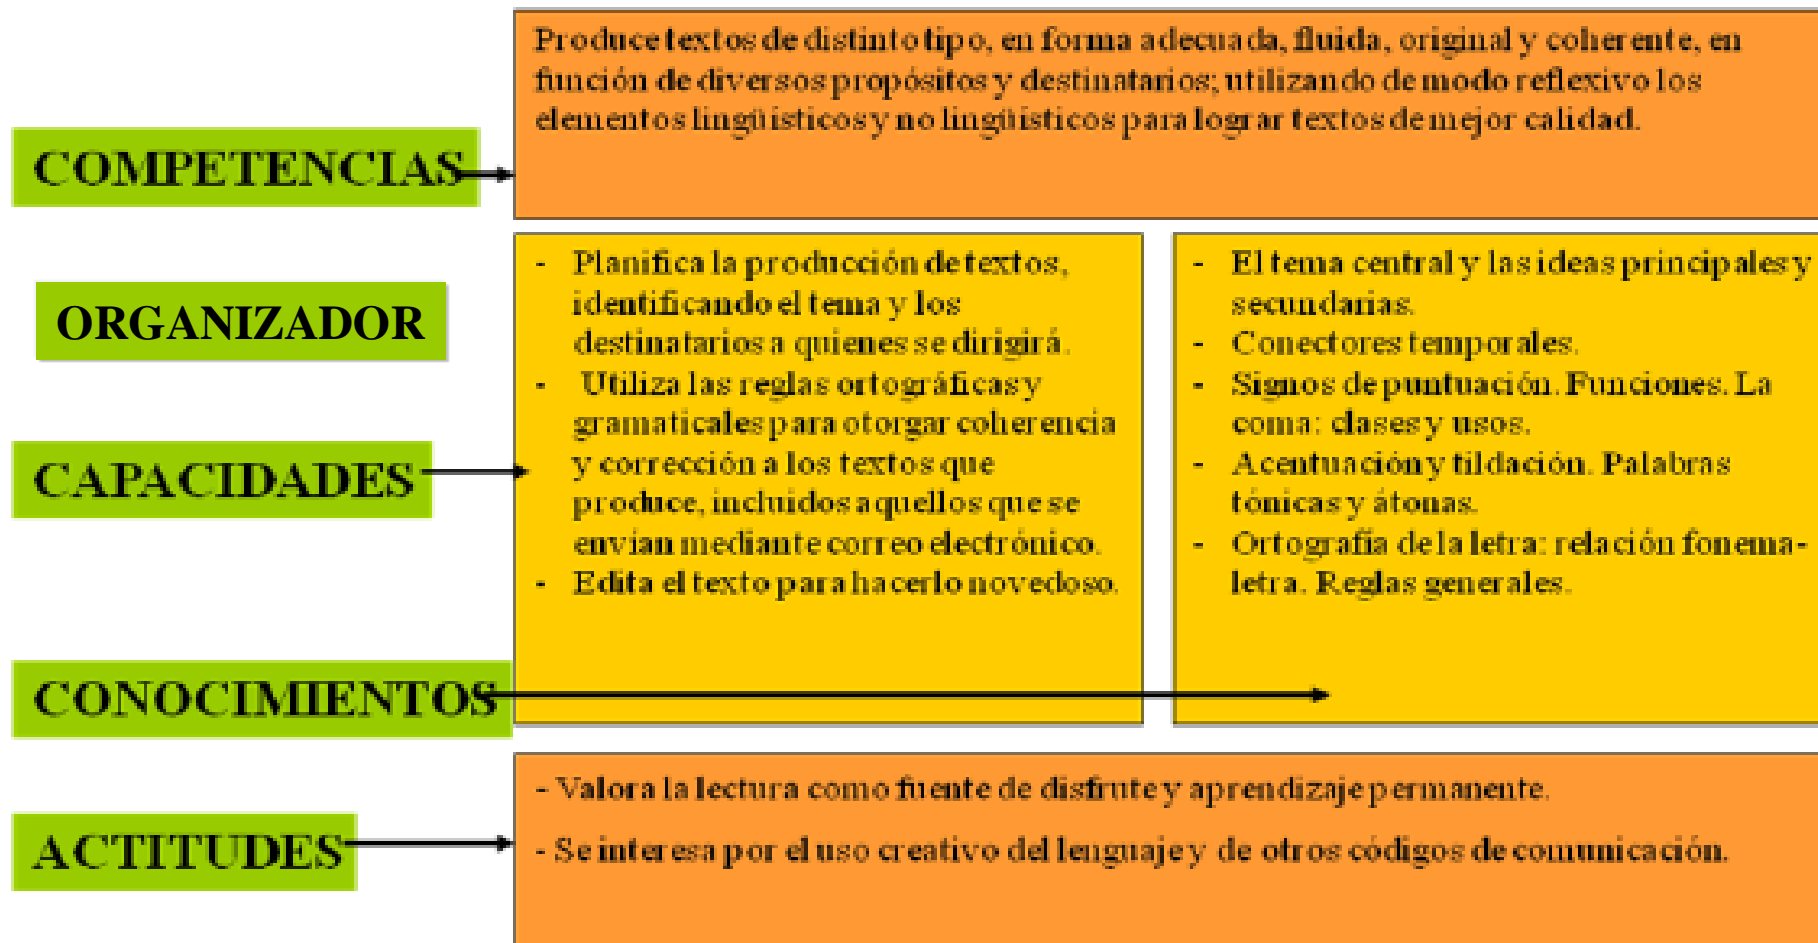 COMPETENCIAS
Produce textos de distinto tipo, en forma adecuada, fluida, original y coherente, en
función de diversos propósitos y destinatarios; utilizando de modo reflexivo los
elementos lingüísticos y no lingüísticos para lograr textos de mejor calidad.
ORGANIZADOR
CAPACIDADES
- Planifica la producción de textos,
identificando el tema y los
destinatarios a quienes se dirigirá.
- Utiliza las reglas ortográficas y
gramaticales para otorgar coherencia
y corrección a los textos que
produce, incluidos aquellos que se
envían mediante correo electrónico.
- Edita el texto para hacerlo novedoso.
CONOCIMIENTOS
- El tema central y las ideas principales y
secundarias.
- Conectores temporales.
- Signos de puntuación. Funciones. La
coma: clases y usos.
- Acentuación y tildación. Palabras
tónicas y átonas.
- Ortografía de la letra: relación fonema-
letra. Reglas generales.
ACTITUDES
- Valora la lectura como fuente de disfrute y aprendizaje permanente.
- Se interesa por el uso creativo del lenguaje y de otros códigos de comunicación.